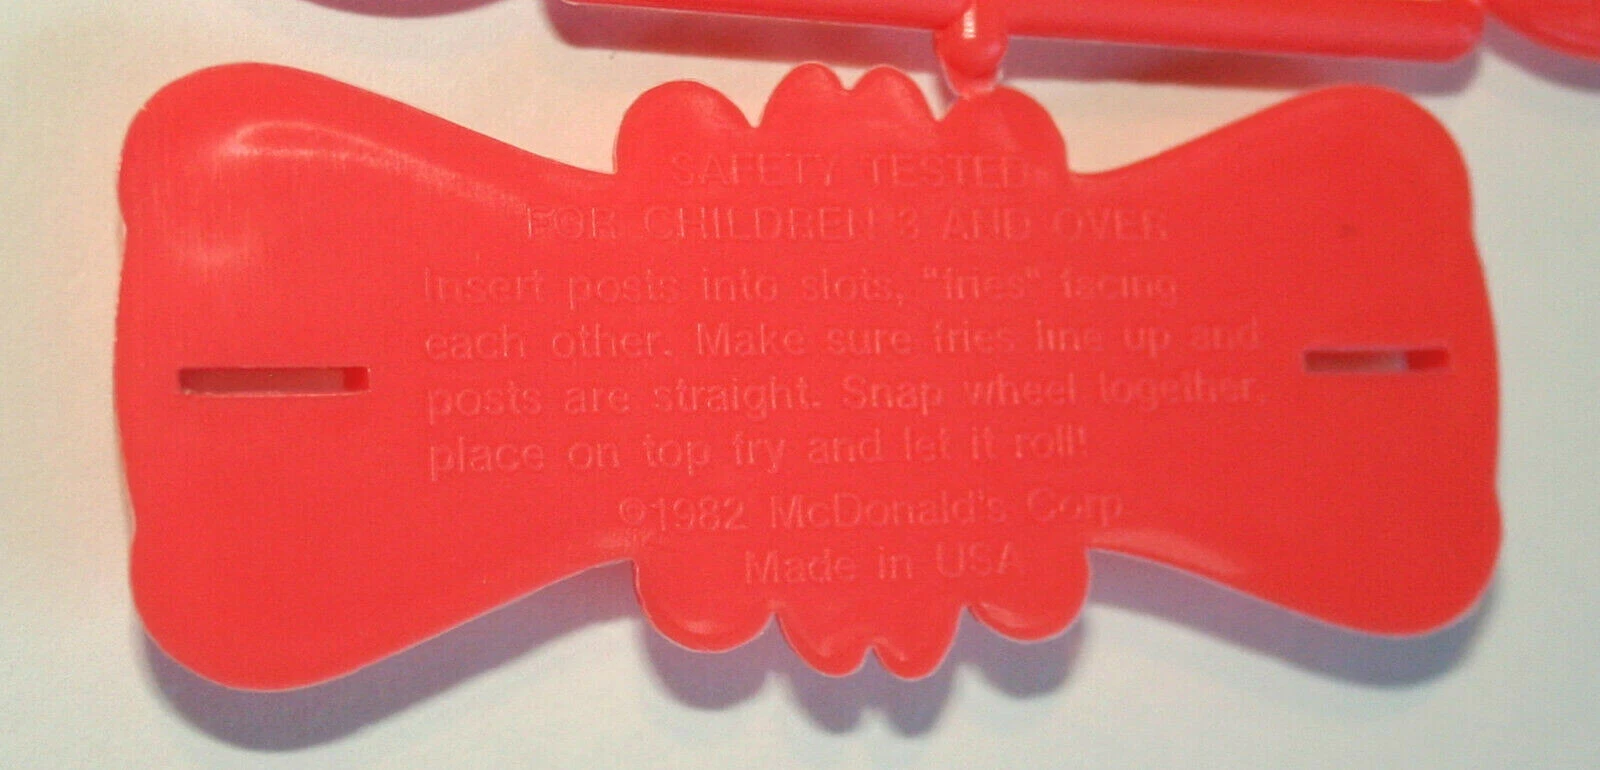 SAFETY TESTED
FOR CHILDREN 3 AND OVER
Insert posts into slots, "fries" facing
each other. Make sure fries line up and
posts are straight. Snap wheel together,
place on top fry and let it roll!
©1982 McDonald's Corp
Made in USA